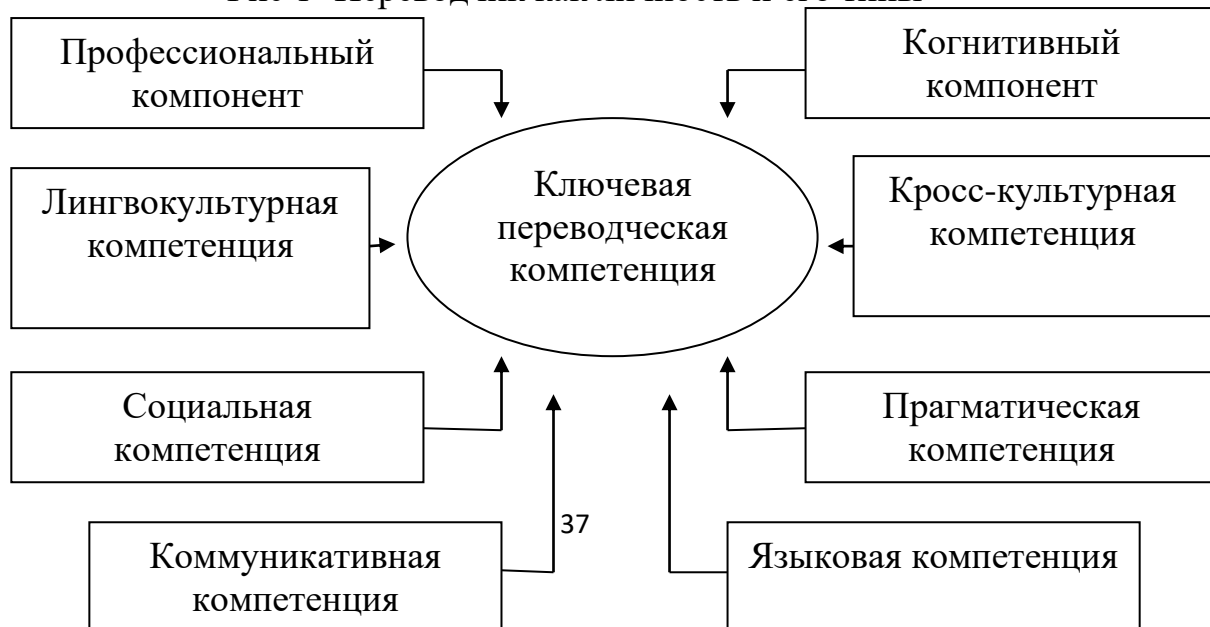 Профессиональный
компонент
Когнитивный
компонент
Лингвокультурная
компетенция
Ключевая
переводческая
компетенция
Кросс-культурная
компетенция
Социальная
компетенция
Прагматическая
компетенция
37
Коммуникативная
компетенция
Языковая компетенция